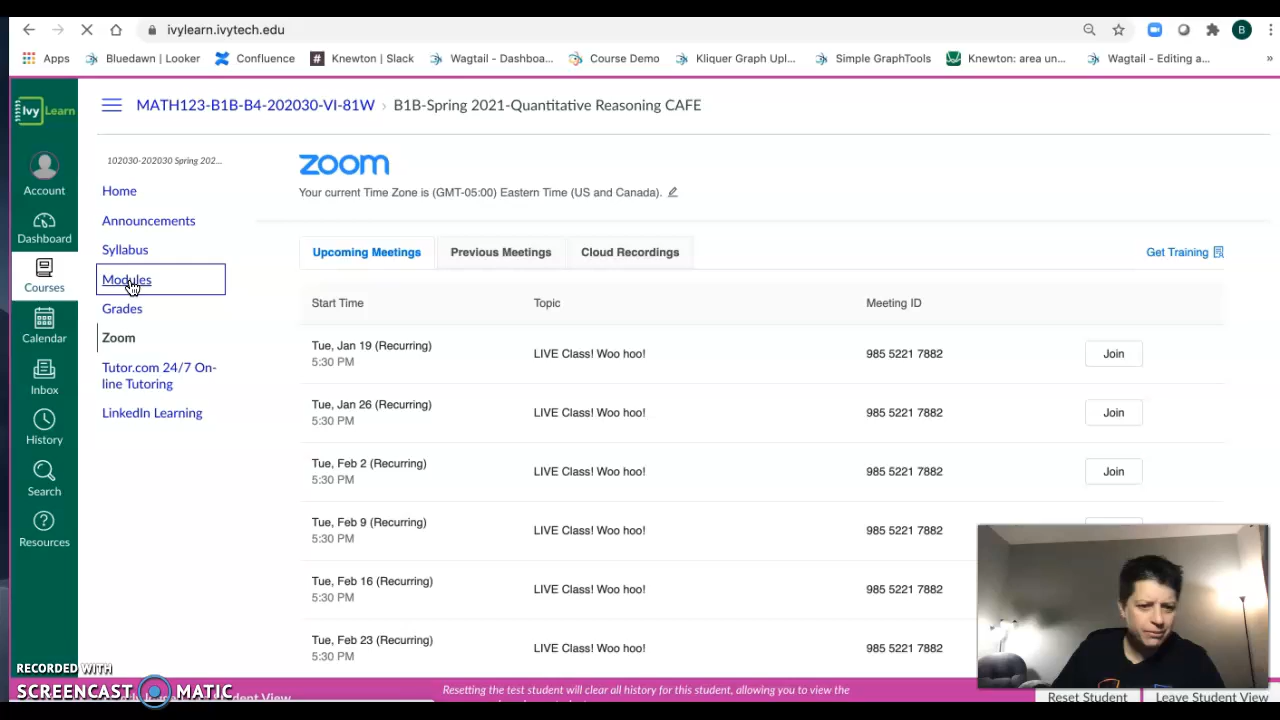 ivylearn.ivytech.edu
B
Apps
Bluedawn | Looker
Confluence
Knewton | Slack
Wagtail - Dashboa...
Course Demo
Kliquer Graph Upl...
Simple GraphTools
Knewton: area un...
Wagtail - Editing a...
»
IvyLearn
MATH123-B1B-B4-202030-VI-81W › B1B-Spring 2021-Quantitative Reasoning CAFE
Account
Dashboard
Courses
Calendar
Inbox
History
Search
Resources
102030-202030 Spring 202...
Home
Announcements
Syllabus
Modules
Grades
Zoom
Tutor.com 24/7 On-
line Tutoring
LinkedIn Learning
zoom
Your current Time Zone is (GMT-05:00) Eastern Time (US and Canada).
Upcoming Meetings
Previous Meetings
Cloud Recordings
Get Training
Start Time Topic Meeting ID
Tue, Jan 19 (Recurring)
5:30 PM
LIVE Class! Woo hoo!
985 5221 7882
Join
Tue, Jan 26 (Recurring)
5:30 PM
LIVE Class! Woo hoo!
985 5221 7882
Join
Tue, Feb 2 (Recurring)
5:30 PM
LIVE Class! Woo hoo!
985 5221 7882
Join
Tue, Feb 9 (Recurring)
5:30 PM
LIVE Class! Woo hoo!
985 5221 7882
Tue, Feb 16 (Recurring)
5:30 PM
LIVE Class! Woo hoo!
985 5221 7882
Tue, Feb 23 (Recurring)
5:30 PM
LIVE Class! Woo hoo!
985 5221 7882
RECORDED WITH
SCREENCAST MATIC
Student View
Resetting the test student will clear all history for this student, allowing you to view the
Reset Student
Leave Student View